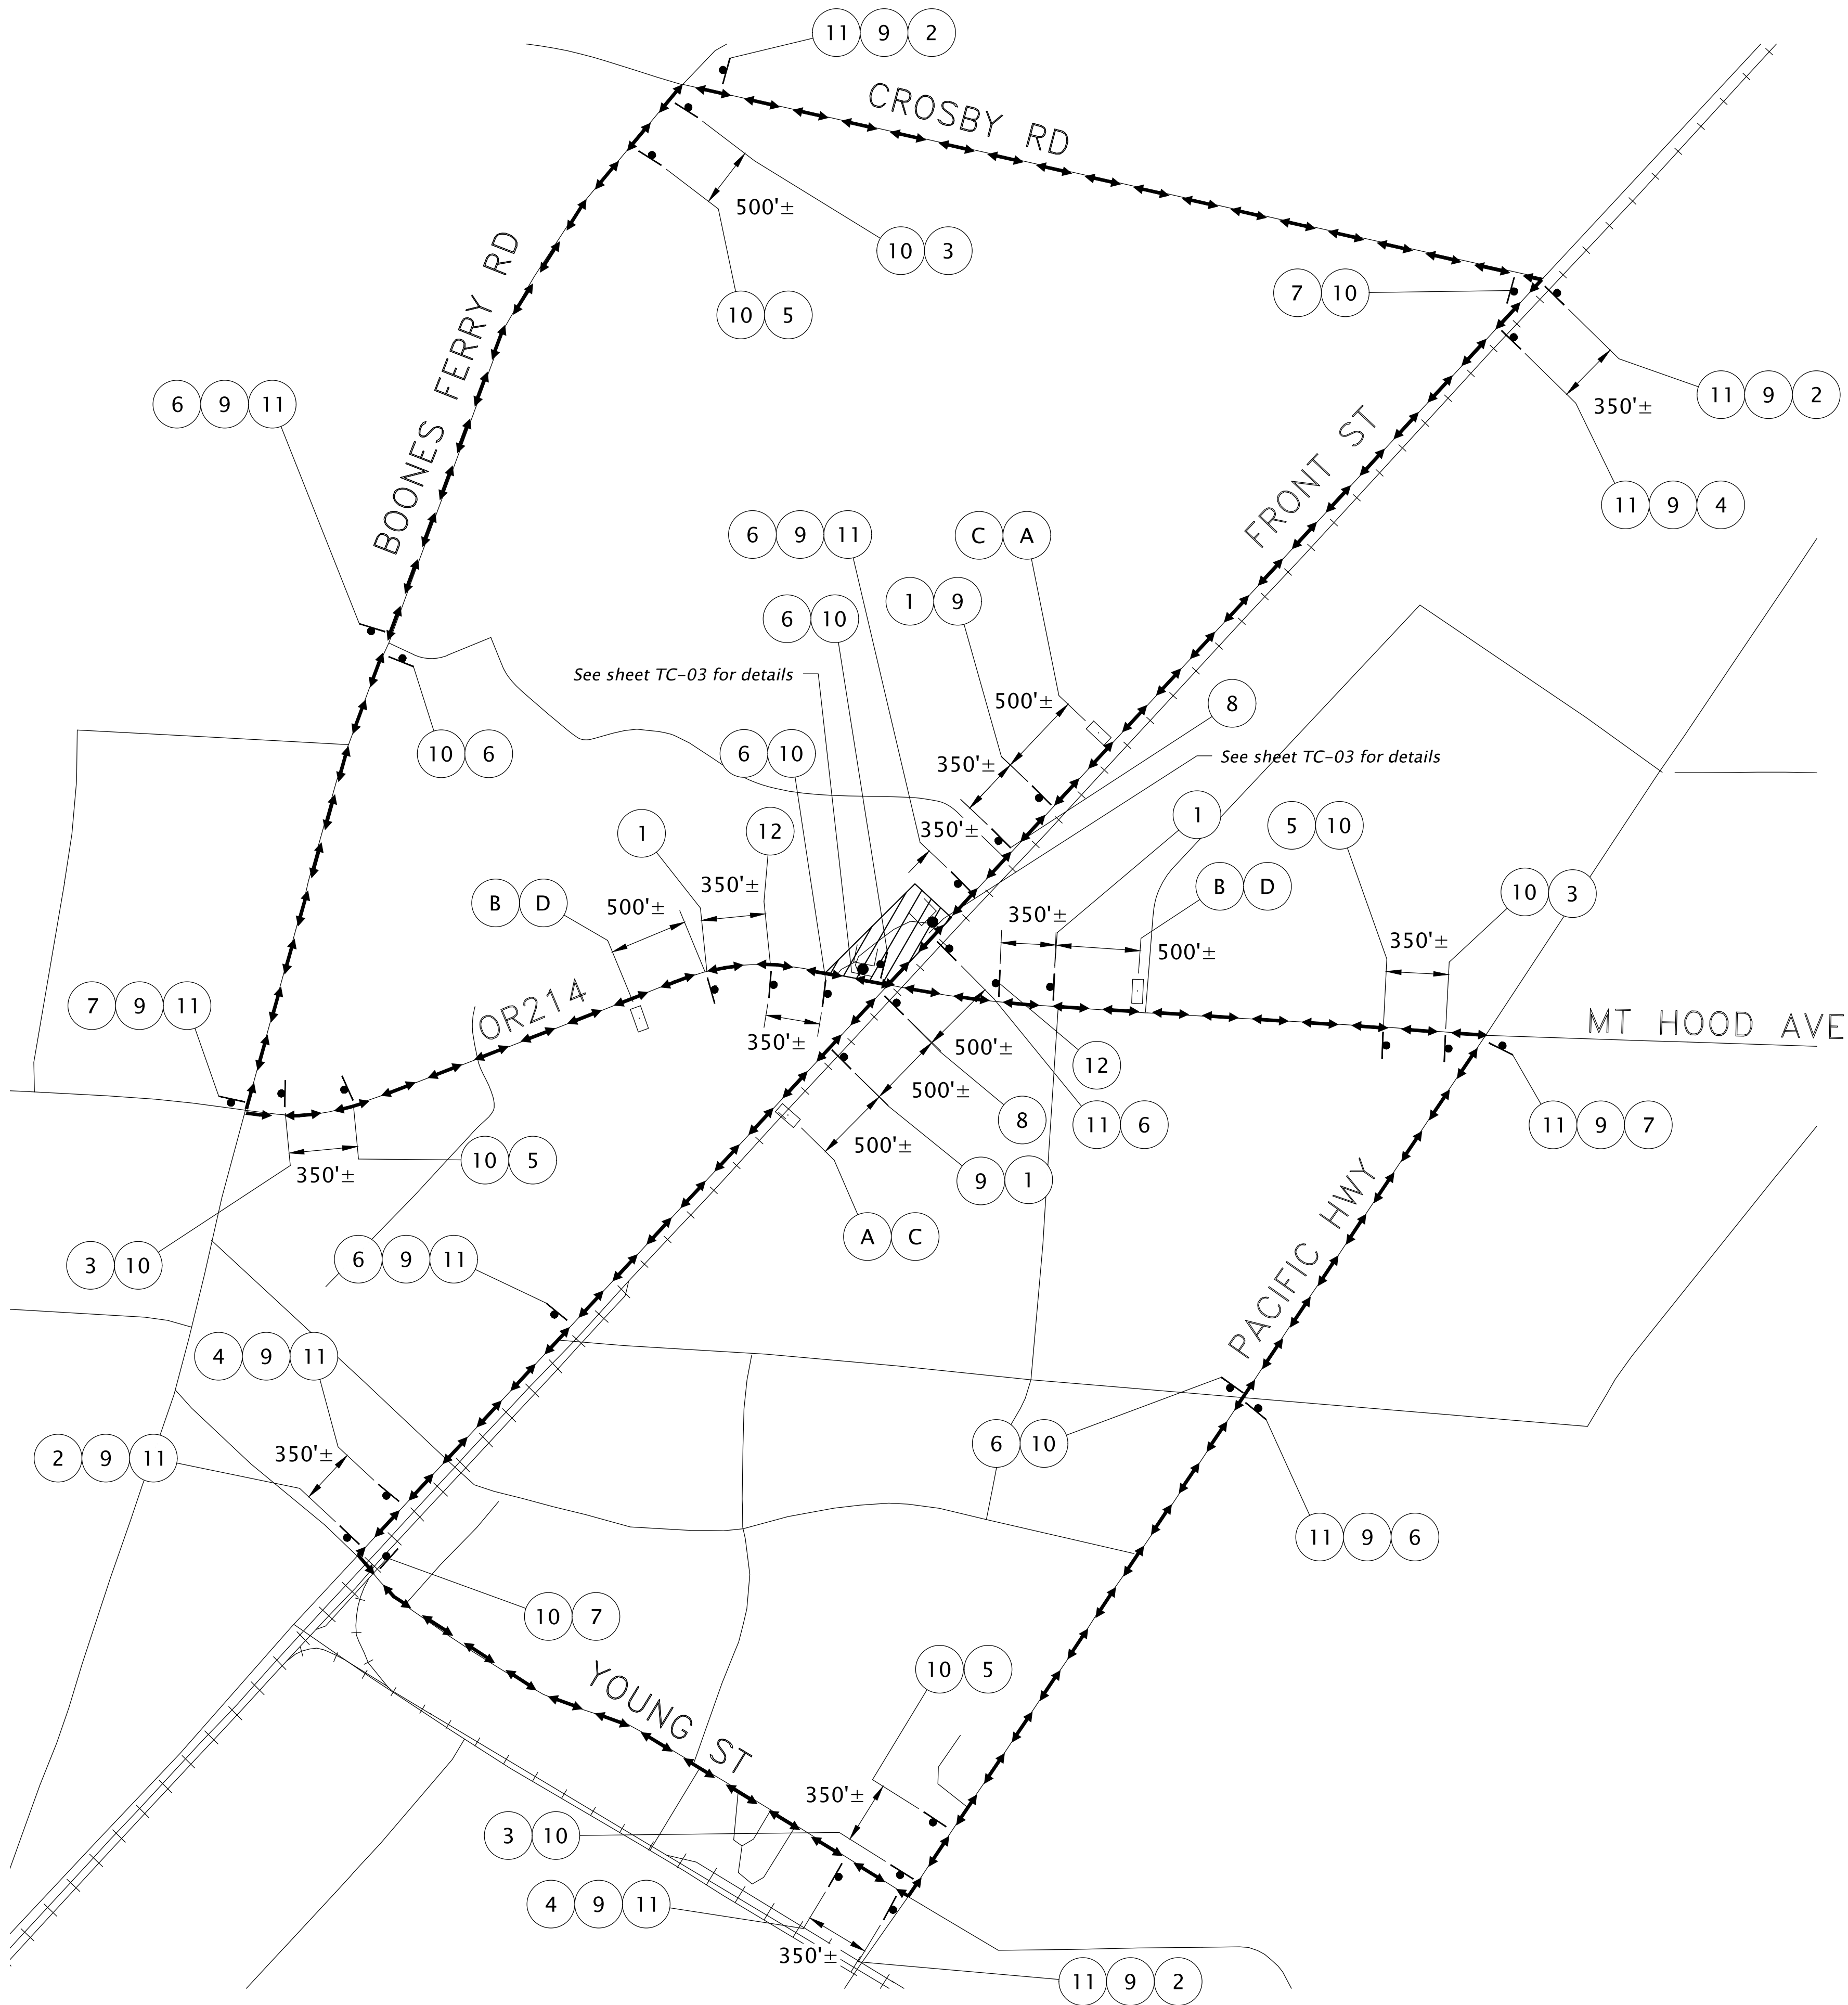 11 9 2
CROSBY RD
500'±
10 3
10 5
7 10
BOONES FERRY RD
11 9 2
350'±
6 9 11
11 9 4
FRONT ST
6 9 11
C A
1 9
6 10
See sheet TC-03 for details
500'±
8
10 6
6 10
350'±
See sheet TC-03 for details
1
12
350'±
1
5 10
350'±
10 3
B D
500'±
B D
350'±
350'±
500'±
7 9 11
OR214
MT HOOD AVE
350'±
500'±
12
500'±
8
11 6
11 9 7
10 5
500'±
350'±
9 1
A C
3 10
6 9 11
PACIFIC HWY
4 9 11
350'±
6 10
2 9 11
11 9 6
10 7
10 5
YOUNG ST
350'±
3 10
4 9 11
350'±
11 9 2